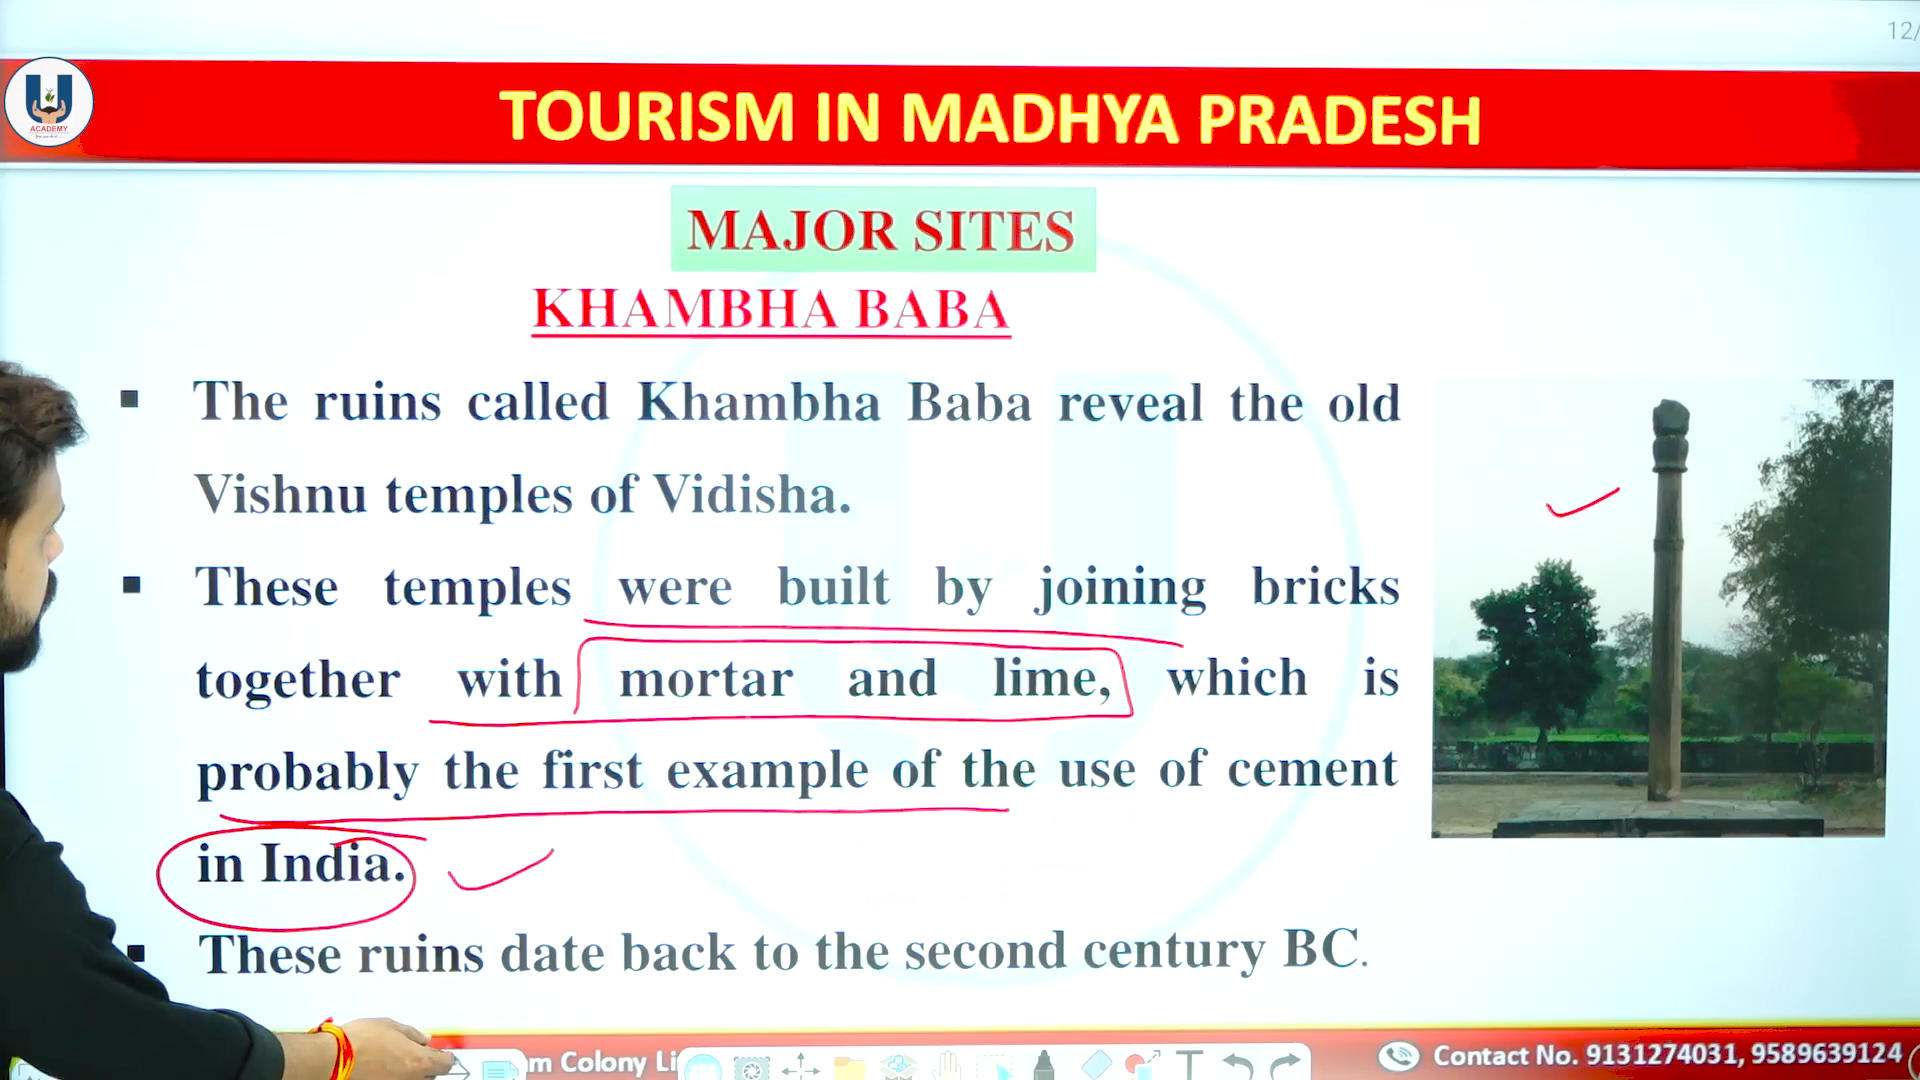 12/
ACADEMY
TOURISM IN MADHYA PRADESH
MAJOR SITES
KHAMBHA BABA
▪ The ruins called Khambha Baba reveal the old
Vishnu temples of Vidisha.
▪ These temples were built by joining bricks
together with mortar and lime, which is
probably the first example of the use of cement
in India.
▪ These ruins date back to the second century BC.
m Colony Li
Contact No. 9131274031, 9589639124